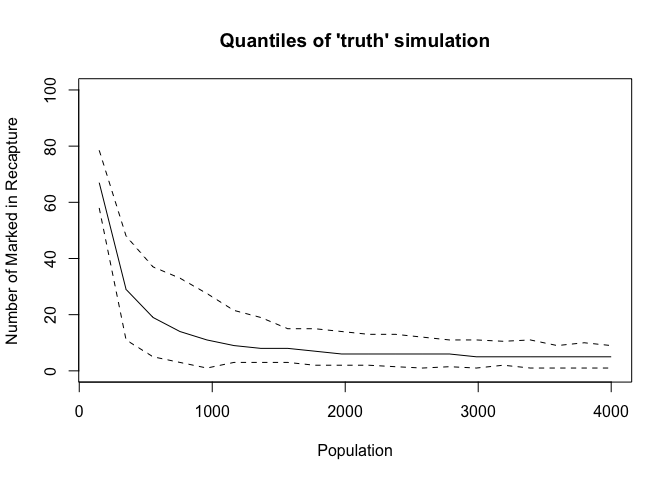 Quantiles of 'truth' simulation
Number of Marked in Recapture
100
80
60
40
20
0
0 1000 2000 3000 4000
Population